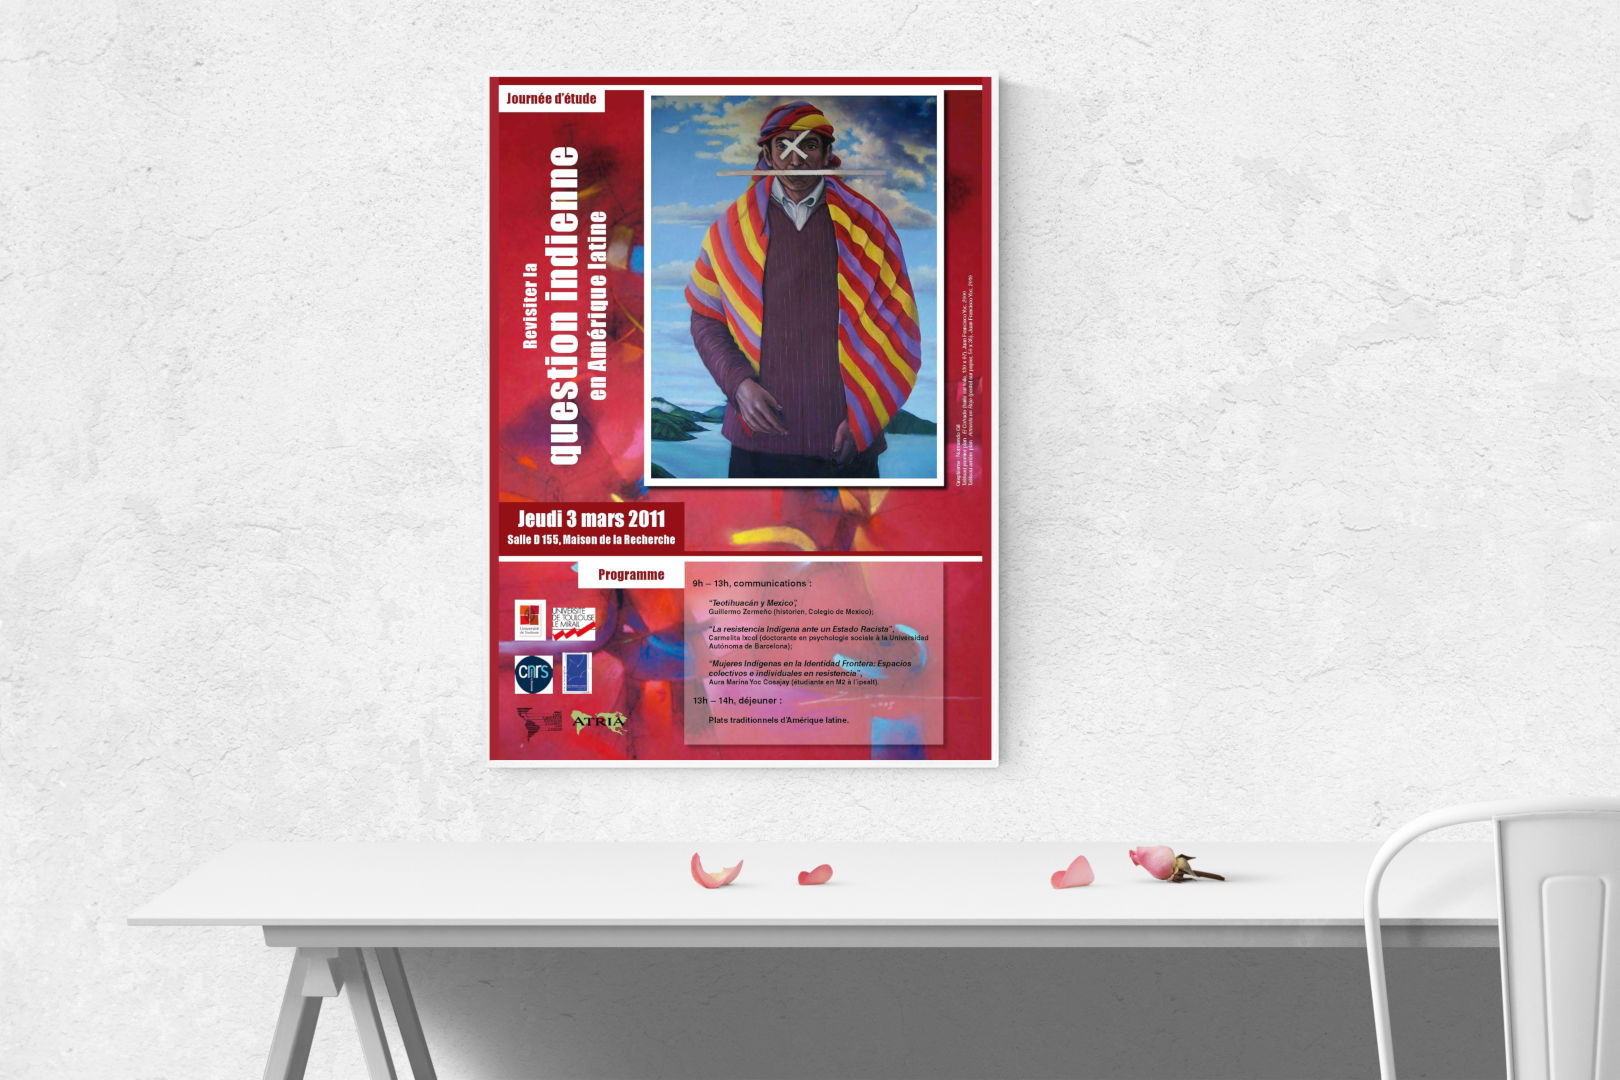 Journée d'étude
Revisiter la
question indienne
en Amérique latine
Jeudi 3 mars 2011
Salle D 155, Maison de la Recherche
Programme
9h – 13h, communications :
"Teotihuacán y Mexico",
Guillermo Zermeño (historien, Colegio de Mexico);
"La resistencia Indígena ante un Estado Racista",
Carmelita Ixcol (doctorante en psychologie sociale à la Universidad
Autónoma de Barcelona);
"Mujeres Indígenas en la Identidad Frontera: Espacios
colectivos e individuales en resistencia",
Aura Marina Yoc Cosajay (étudiante en M2 à l'ipealt).
13h – 14h, déjeuner :
Plats traditionnels d'Amérique latine.
UNIVERSITE
DE TOULOUSE
LE MIRAIL
cnrs
ATRIA